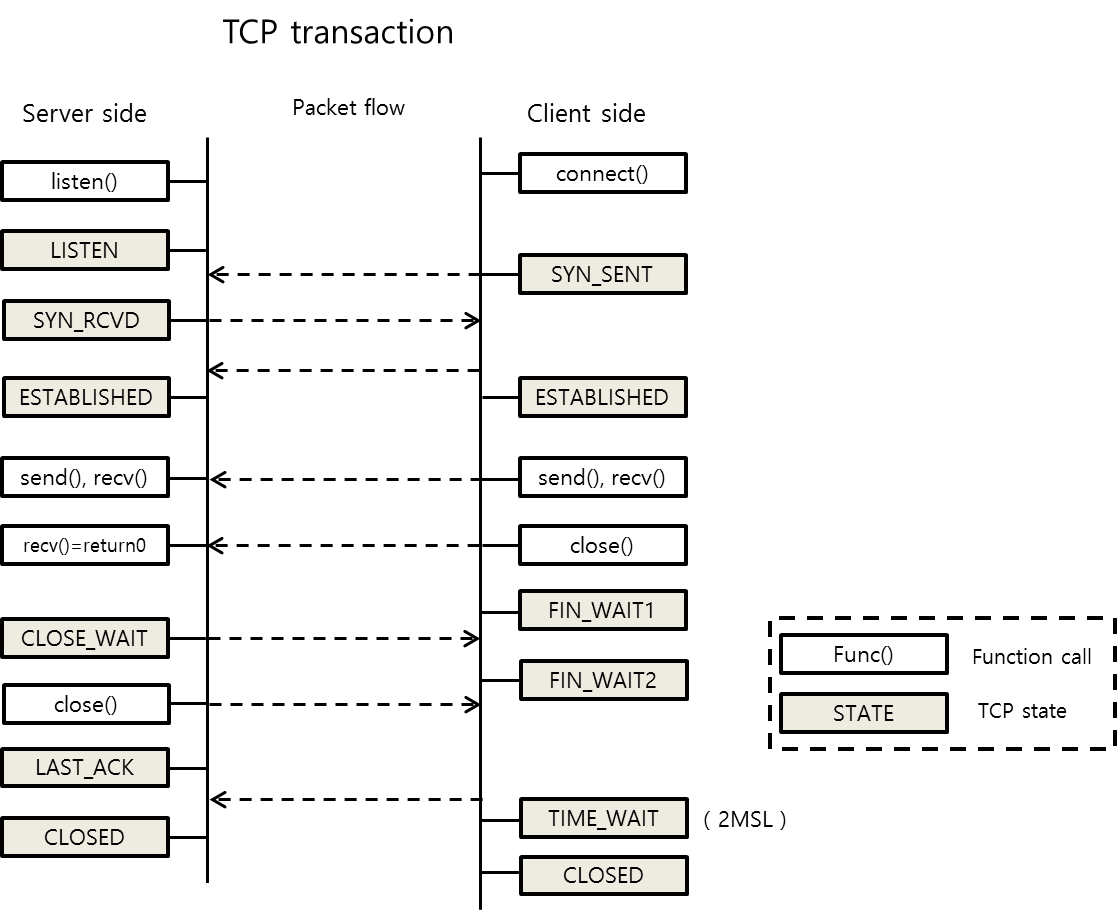 TCP transaction
Server side
Packet flow
Client side
listen()
connect()
LISTEN
SYN_SENT
SYN_RCVD
ESTABLISHED
ESTABLISHED
send(), recv()
send(), recv()
recv()=return0
close()
FIN_WAIT1
CLOSE_WAIT
FIN_WAIT2
close()
LAST_ACK
TIME_WAIT ( 2MSL )
CLOSED
CLOSED
Func() Function call
STATE TCP state